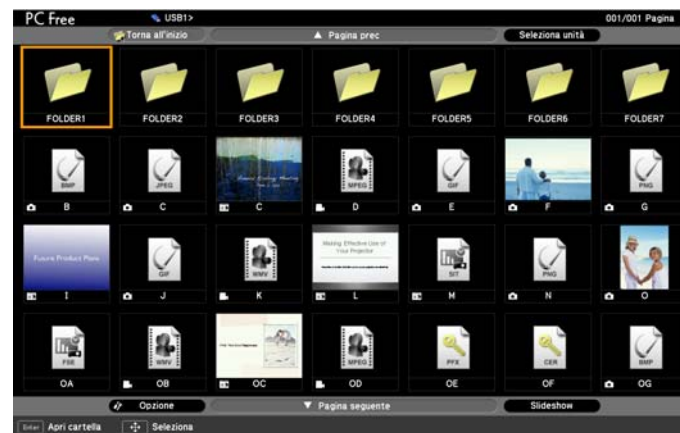 PC Free USB1> 001/001 Pagina
Torna all'inizio Pagina prec Seleziona unità
FOLDER1 FOLDER2 FOLDER3 FOLDER4 FOLDER5 FOLDER6 FOLDER7
BMP JPEG MPEG GIF PNG
B C C D E F G
Future Product Plans GIF WMV Making Effective Use of
Your Projector SIT PNG
I J K L M N O
FSE WMV MPEG PFX CER BMP
OA OB OC OD OE OF OG
Opzione Pagina seguente Slideshow
Enter Apri cartella Seleziona